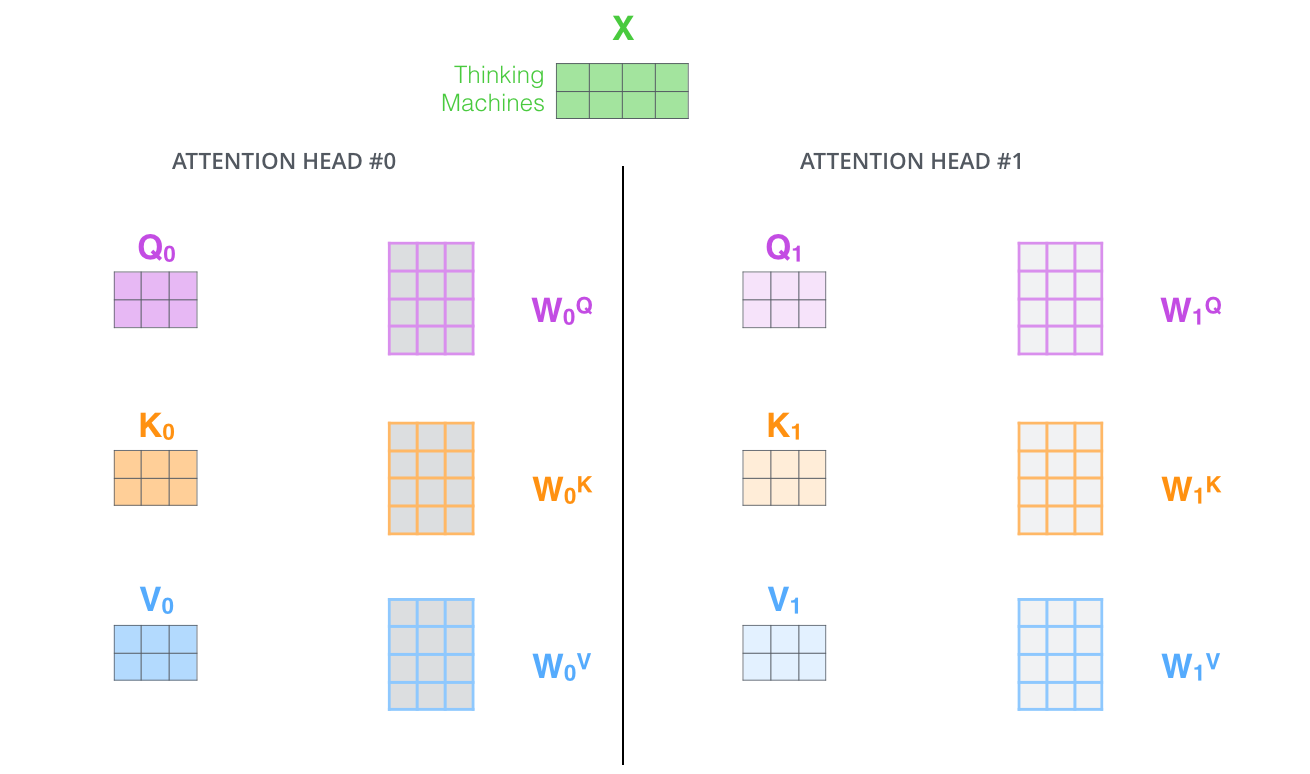 X
Thinking
Machines
ATTENTION HEAD #0
ATTENTION HEAD #1
Q₀
W₀Q
Q₁
W₁Q
K₀
W₀K
K₁
W₁K
V₀
W₀V
V₁
W₁V